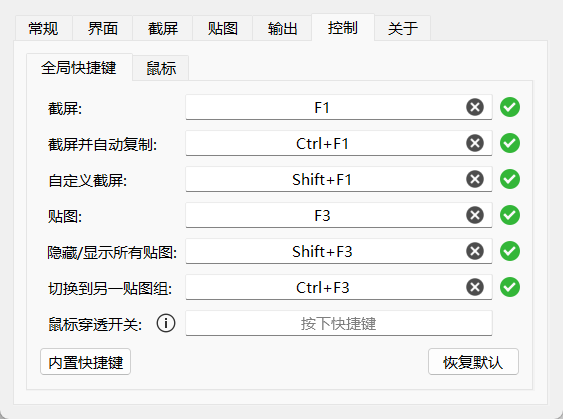 常规 界面 截屏 贴图 输出 控制 关于
全局快捷键 鼠标
截屏: F1
截屏并自动复制: Ctrl+F1
自定义截屏: Shift+F1
贴图: F3
隐藏/显示所有贴图: Shift+F3
切换到另一贴图组: Ctrl+F3
鼠标穿透开关: 按下快捷键
内置快捷键 恢复默认